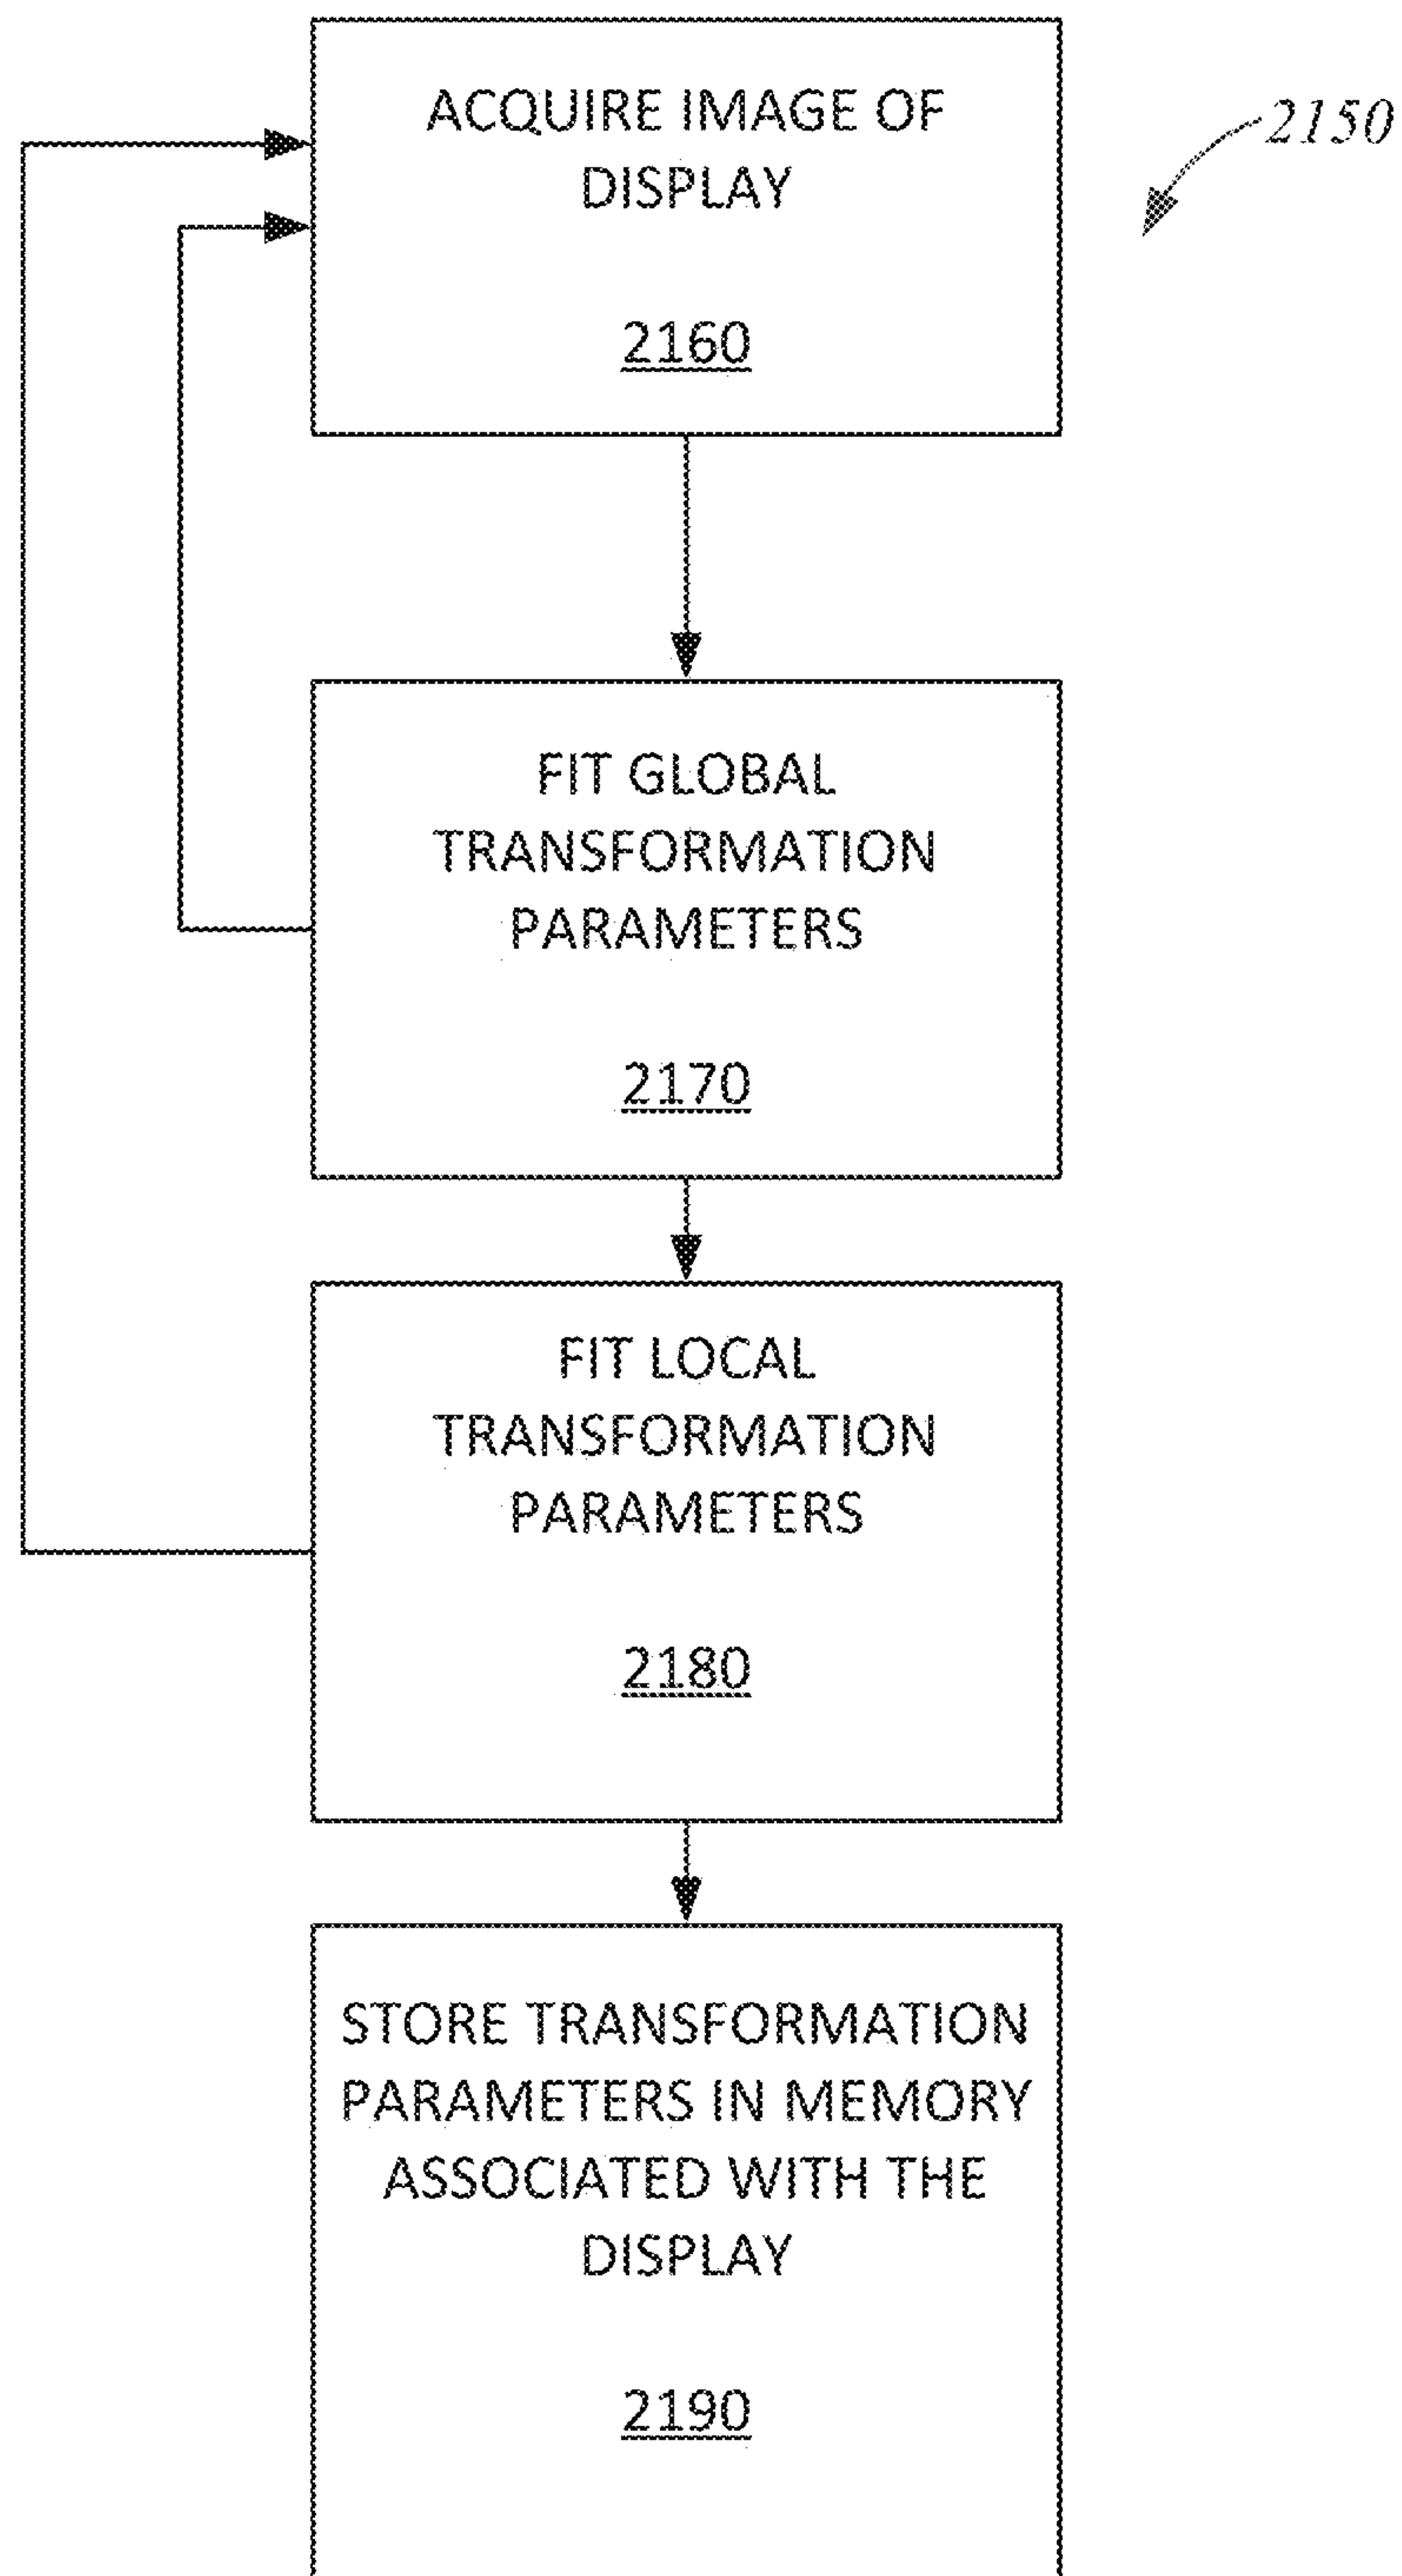 ACQUIRE IMAGE OF
DISPLAY
2160
2150
FIT GLOBAL
TRANSFORMATION
PARAMETERS
2170
FIT LOCAL
TRANSFORMATION
PARAMETERS
2180
STORE TRANSFORMATION
PARAMETERS IN MEMORY
ASSOCIATED WITH THE
DISPLAY
2190